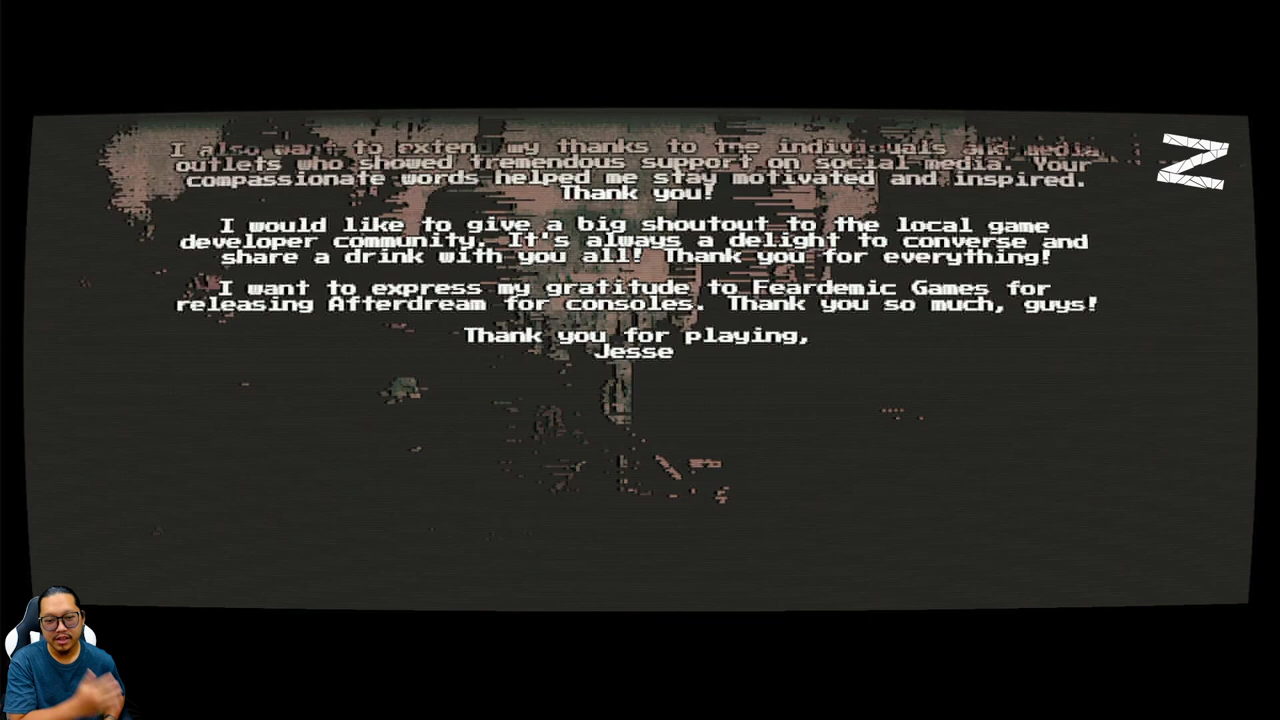 I also want to extend my thanks to the individuals and media
outlets who showed tremendous support on social media. Your
compassionate words helped me stay motivated and inspired.
Thank you!
I would like to give a big shoutout to the local game
developer community. It's always a delight to converse and
share a drink with you all! Thank you for everything!
I want to express my gratitude to Feardemic Games for
releasing Afterdream for consoles. Thank you so much, guys!
Thank you for playing,
Jesse
N